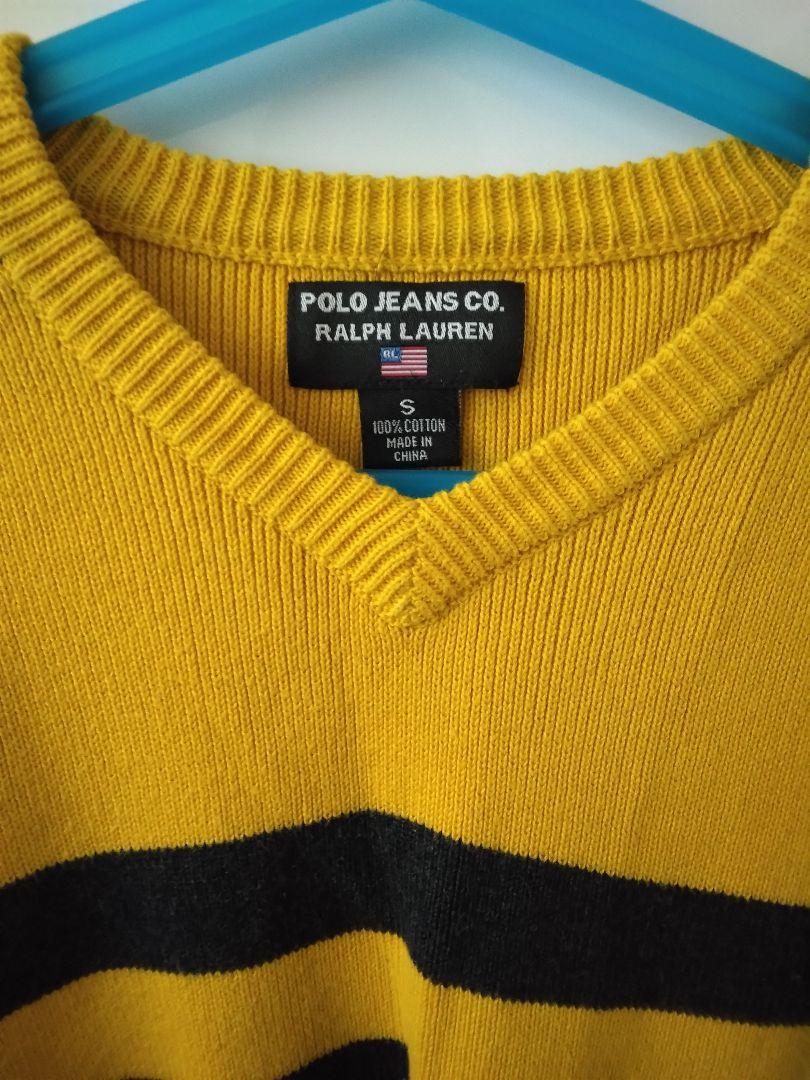 POLO JEANS CO.
RALPH LAUREN
RL
S
100% COTTON
MADE IN
CHINA